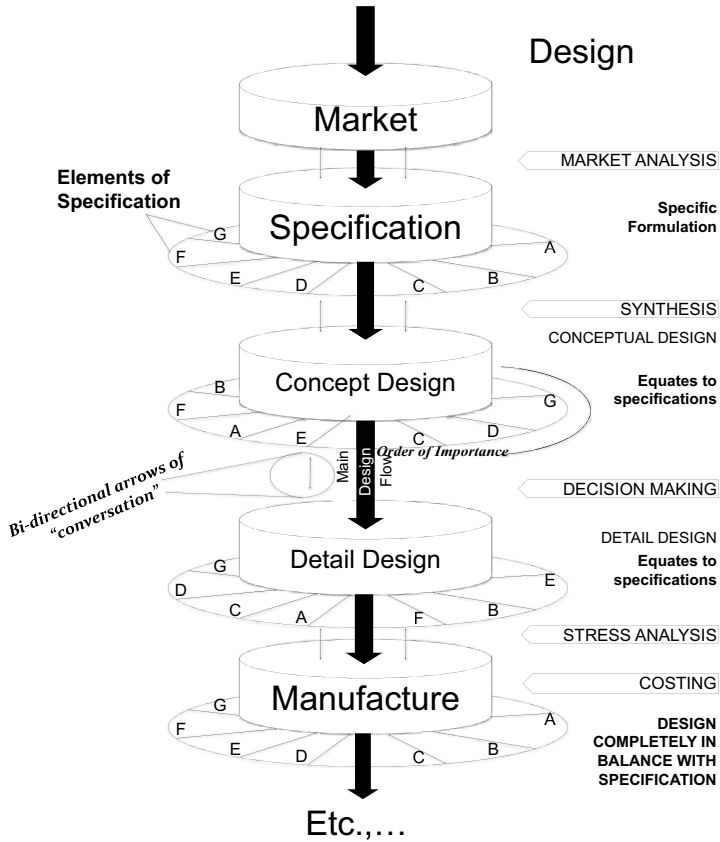 Design
Market
MARKET ANALYSIS
Elements of
Specification
Specific
Formulation
Specification
G
F
E
D
C
B
A
SYNTHESIS
CONCEPTUAL DESIGN
Concept Design
Equates to
specifications
B
F
A
E
C
D
G
Order of Importance
Main
Design
Flow
Bi-directional arrows of
“conversation”
DECISION MAKING
DETAIL DESIGN
Detail Design
Equates to
specifications
G
D
C
A
F
B
E
STRESS ANALYSIS
COSTING
Manufacture
G
F
E
D
C
B
A
DESIGN
COMPLETELY IN
BALANCE WITH
SPECIFICATION
Etc.,…